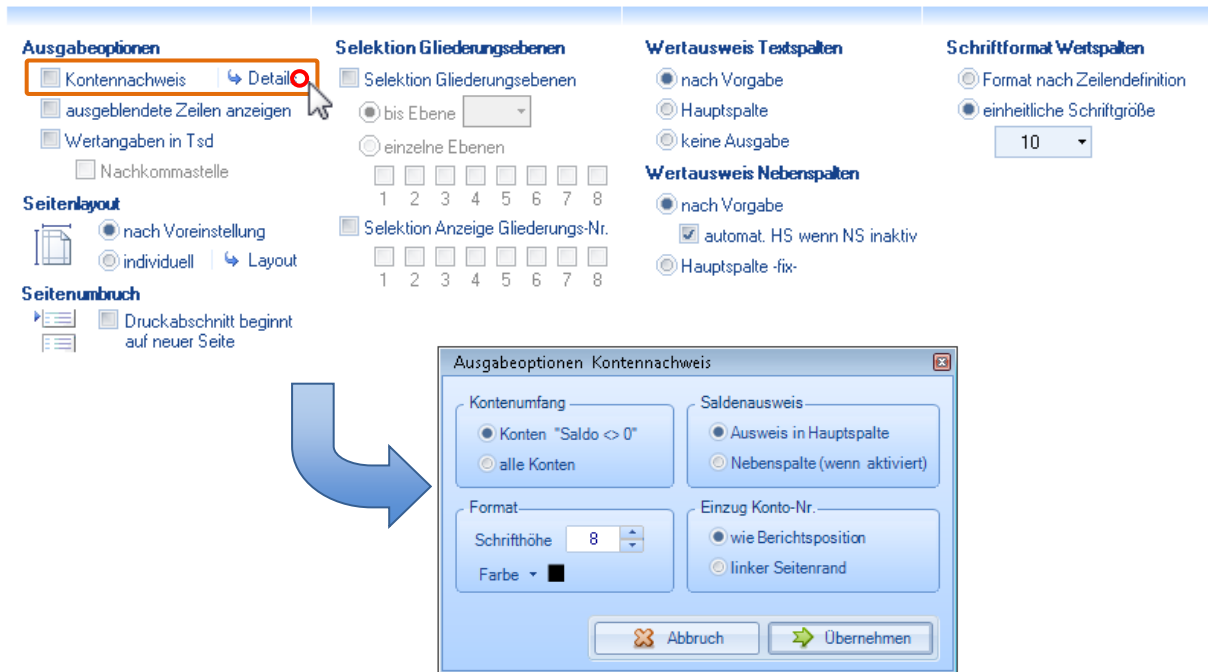 Ausgabeoptionen
Kontennachweis
Detail
ausgeblendete Zeilen anzeigen
Wertangaben in Tsd
Nachkommastelle
Seitenlayout
nach Voreinstellung
individuell
Layout
Seitenumbruch
Druckabschnitt beginnt
auf neuer Seite
Selektion Gliederungsebenen
Selektion Gliederungsebenen
bis Ebene
einzelne Ebenen
1 2 3 4 5 6 7 8
Selektion Anzeige Gliederungs-Nr.
1 2 3 4 5 6 7 8
Wertausweis Textspalten
nach Vorgabe
Hauptspalte
keine Ausgabe
Wertausweis Nebenspalten
nach Vorgabe
automat. HS wenn NS inaktiv
Hauptspalte -fix-
Schriftformat Wertspalten
Format nach Zeilendefinition
einheitliche Schriftgröße
10
Ausgabeoptionen Kontennachweis
Kontenumfang
Konten "Saldo <> 0"
alle Konten
Saldenausweis
Ausweis in Hauptspalte
Nebenspalte (wenn aktiviert)
Format
Schrifthöhe 8
Farbe
Einzug Konto-Nr.
wie Berichtsposition
linker Seitenrand
Abbruch
Übernehmen